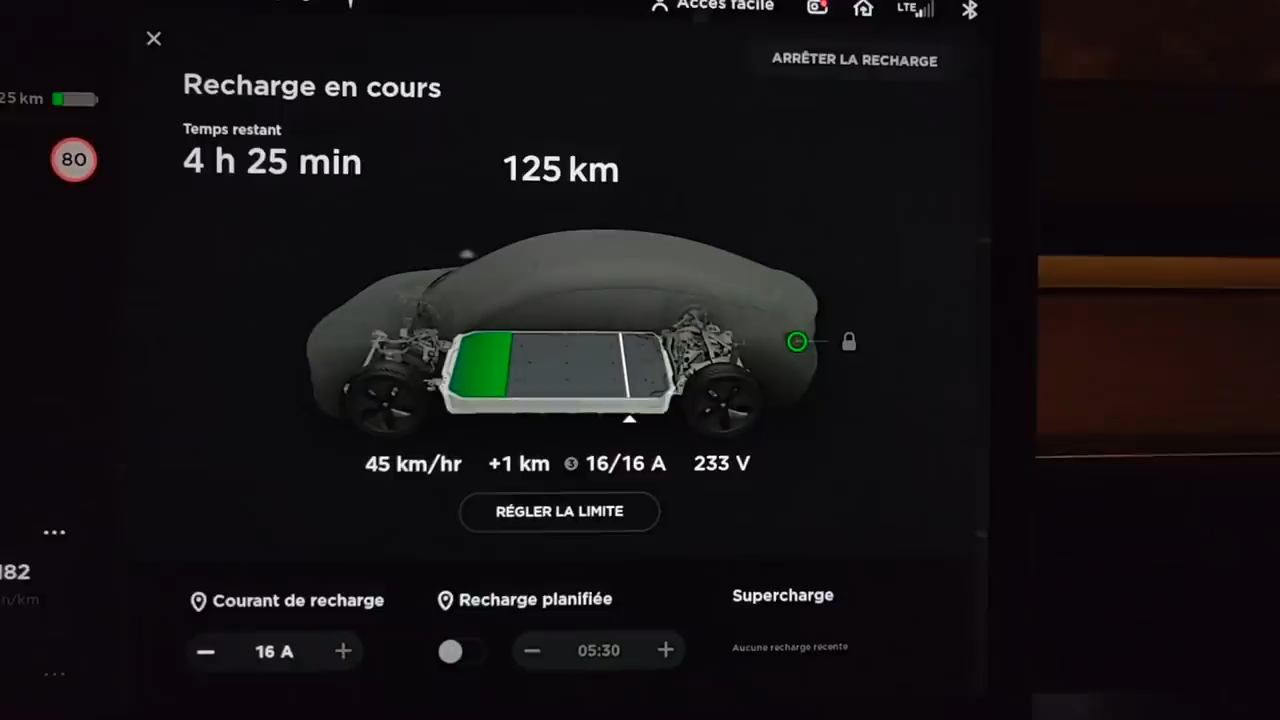 Accès facile
LTE
ARRÊTER LA RECHARGE
Recharge en cours
25 km
Temps restant
80
4 h 25 min
125 km
45 km/hr +1 km 3 16/16 A 233 V
RÉGLER LA LIMITE
182
Courant de recharge
Recharge planifiée
Supercharge
16 A
05:30
Aucune recharge recente